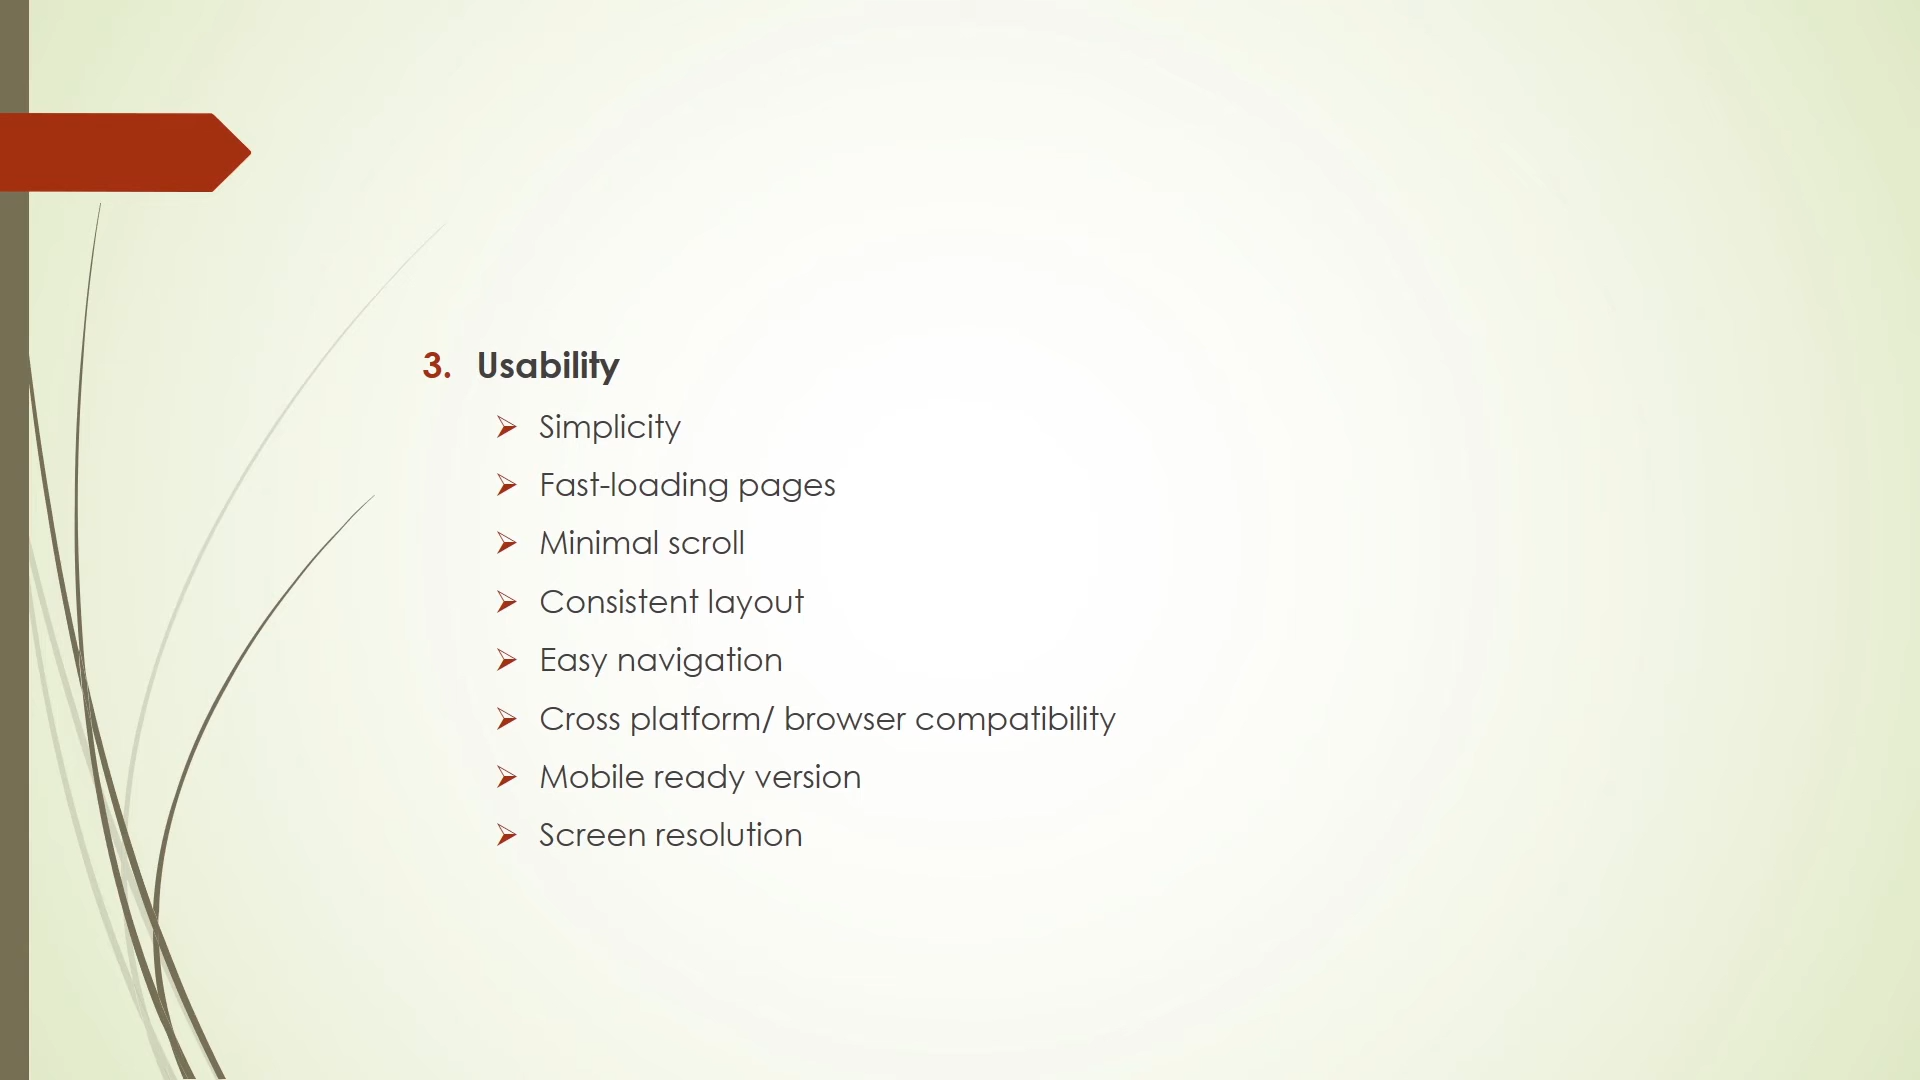 3. Usability
Simplicity
Fast-loading pages
Minimal scroll
Consistent layout
Easy navigation
Cross platform/ browser compatibility
Mobile ready version
Screen resolution